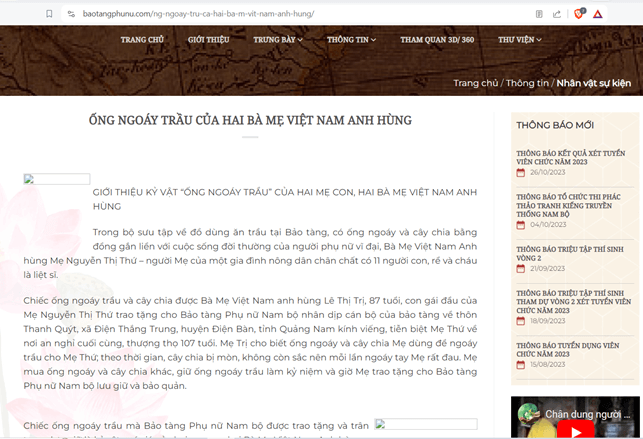 baotangphunu.com/ng-ngoay-tru-ca-hai-ba-m-vit-nam-anh-hung/
TRANG CHỦ GIỚI THIỆU TRƯNG BÀY THÔNG TIN THAM QUAN 3D/ 360 THƯ VIỆN
Trang chủ / Thông tin / Nhân vật sự kiện
ỐNG NGOÁY TRẦU CỦA HAI BÀ MẸ VIỆT NAM ANH HÙNG
GIỚI THIỆU KỶ VẬT “ỐNG NGOÁY TRẦU” CỦA HAI MẸ CON, HAI BÀ MẸ VIỆT NAM ANH
HÙNG
Trong bộ sưu tập về đồ dùng ăn trầu tại Bảo tàng, có ống ngoáy và cây chìa bằng
đồng gắn liền với cuộc sống đời thường của người phụ nữ vĩ đại, Bà Mẹ Việt Nam Anh
hùng Mẹ Nguyễn Thị Thứ – người Mẹ của một gia đình nông dân chân chất có 11 người con, rể và cháu
là liệt sĩ.
Chiếc ống ngoáy trầu và cây chìa được Bà Mẹ Việt Nam anh hùng Lê Thị Trị, 87 tuổi, con gái đầu của
Mẹ Nguyễn Thị Thứ trao tặng cho Bảo tàng Phụ nữ Nam bộ nhân dịp cán bộ của bảo tàng về thôn
Thanh Quýt, xã Điện Thắng Trung, huyện Điện Bàn, tỉnh Quảng Nam kính viếng, tiễn biệt Mẹ Thứ về
nơi an nghỉ cuối cùng, thượng thọ 107 tuổi. Mẹ Trị cho biết ống ngoáy và cây chìa Mẹ dùng để ngoáy
trầu cho Mẹ Thứ; theo thời gian, cây chìa bị mòn, không còn sắc nên mỗi lần ngoáy tay Mẹ rất đau. Mẹ
mua ống ngoáy và cây chìa khác, giữ ống ngoáy trầu làm kỷ niệm và giờ Mẹ trao tặng cho Bảo tàng
Phụ nữ Nam bộ lưu giữ và bảo quản.
Chiếc ống ngoáy trầu mà Bảo tàng Phụ nữ Nam bộ được trao tặng và trân
THÔNG BÁO MỚI
THÔNG BÁO KẾT QUẢ XÉT TUYỂN
VIÊN CHỨC NĂM 2023
26/10/2023
THÔNG BÁO TỔ CHỨC THI PHÁC
THẢO TRANH KIẾNG TRUYỀN
THỐNG NAM BỘ
04/10/2023
THÔNG BÁO TRIỆU TẬP THÍ SINH
VÒNG 2
21/09/2023
THÔNG BÁO TRIỆU TẬP THÍ SINH
THAM DỰ VÒNG 2 XÉT TUYỂN VIÊN
CHỨC NĂM 2023
18/09/2023
THÔNG BÁO TUYỂN DỤNG VIÊN
CHỨC NĂM 2023
15/08/2023
Chân dung người ...